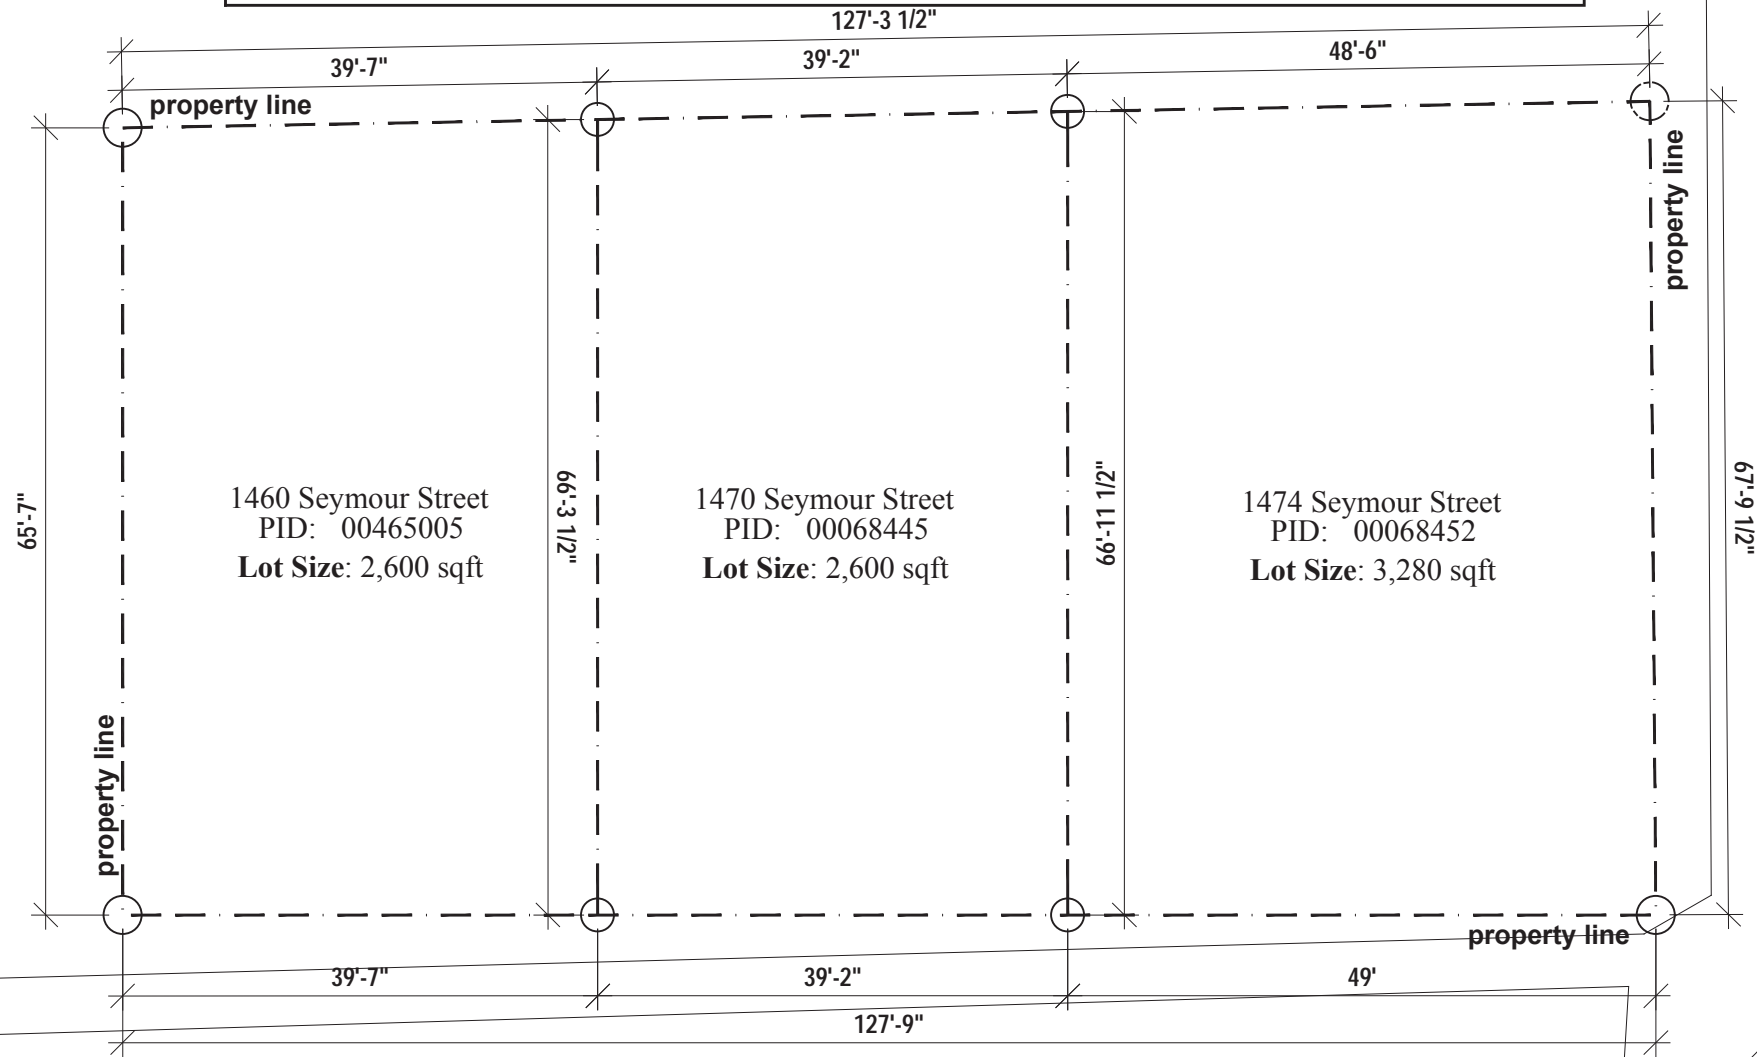 127'-3 1/2"
39'-7"
39'-2"
48'-6"
property line
property line
65'-7"
1460 Seymour Street
PID: 00465005
Lot Size: 2,600 sqft
66'-3 1/2"
1470 Seymour Street
PID: 00068445
Lot Size: 2,600 sqft
66'-11 1/2"
1474 Seymour Street
PID: 00068452
Lot Size: 3,280 sqft
67'-9 1/2"
property line
property line
39'-7"
39'-2"
49'
127'-9"